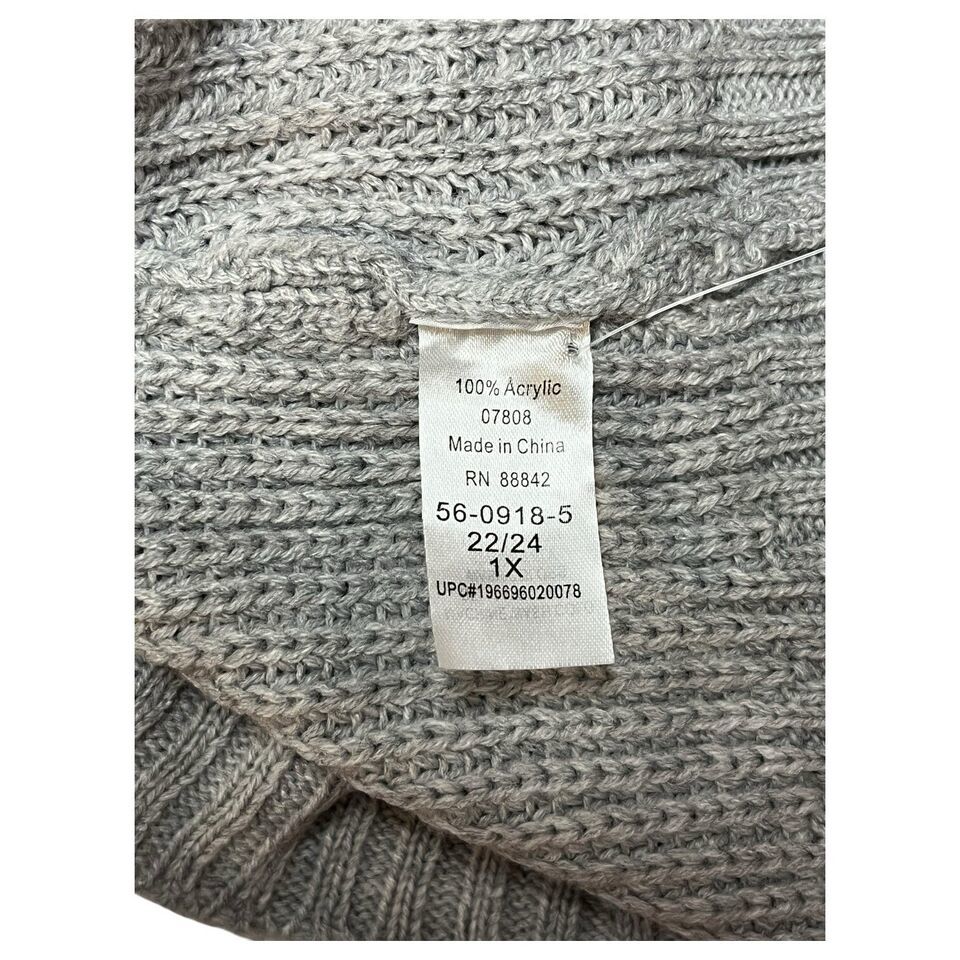 100% Acrylic
07808
Made in China
RN 88842
56-0918-5
22/24
1X
UPC#196696020078